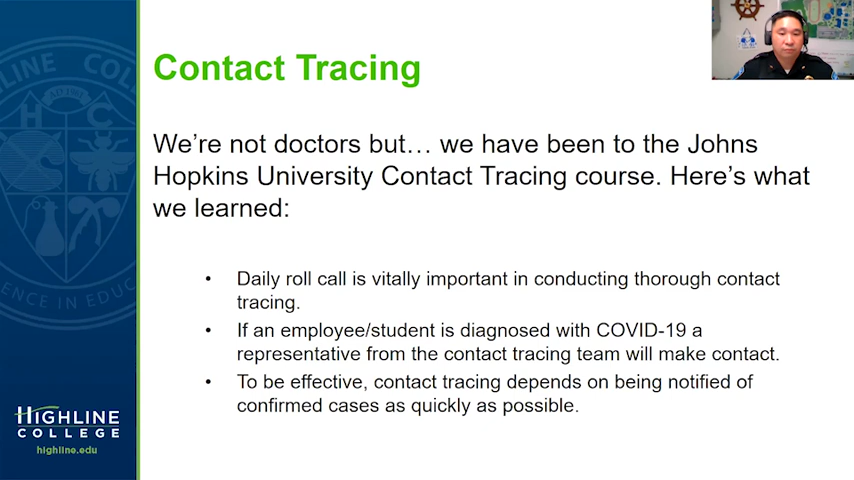 Contact Tracing
We're not doctors but… we have been to the Johns
Hopkins University Contact Tracing course. Here's what
we learned:
• Daily roll call is vitally important in conducting thorough contact
tracing.
• If an employee/student is diagnosed with COVID-19 a
representative from the contact tracing team will make contact.
• To be effective, contact tracing depends on being notified of
confirmed cases as quickly as possible.
HIGHLINE
COLLEGE
highline.edu